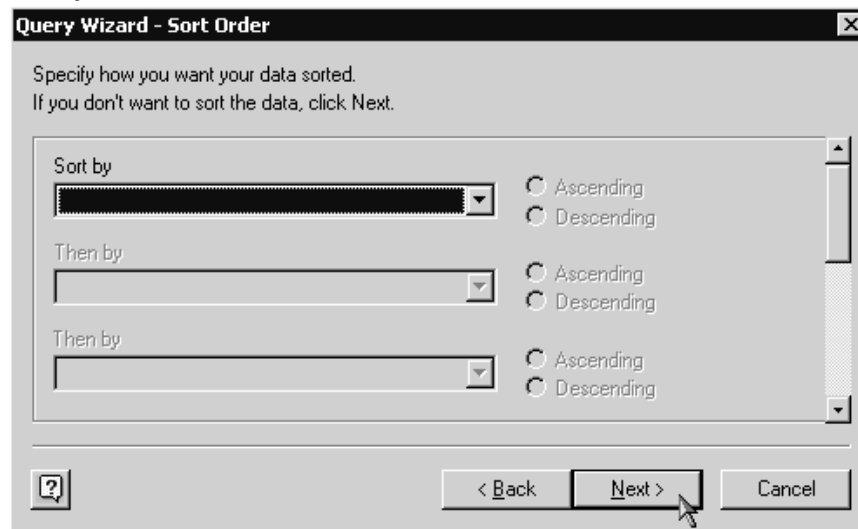 Query Wizard - Sort Order
Specify how you want your data sorted.
If you don't want to sort the data, click Next.
Sort by
Ascending
Descending
Then by
Ascending
Descending
Then by
Ascending
Descending
< Back
Next >
Cancel